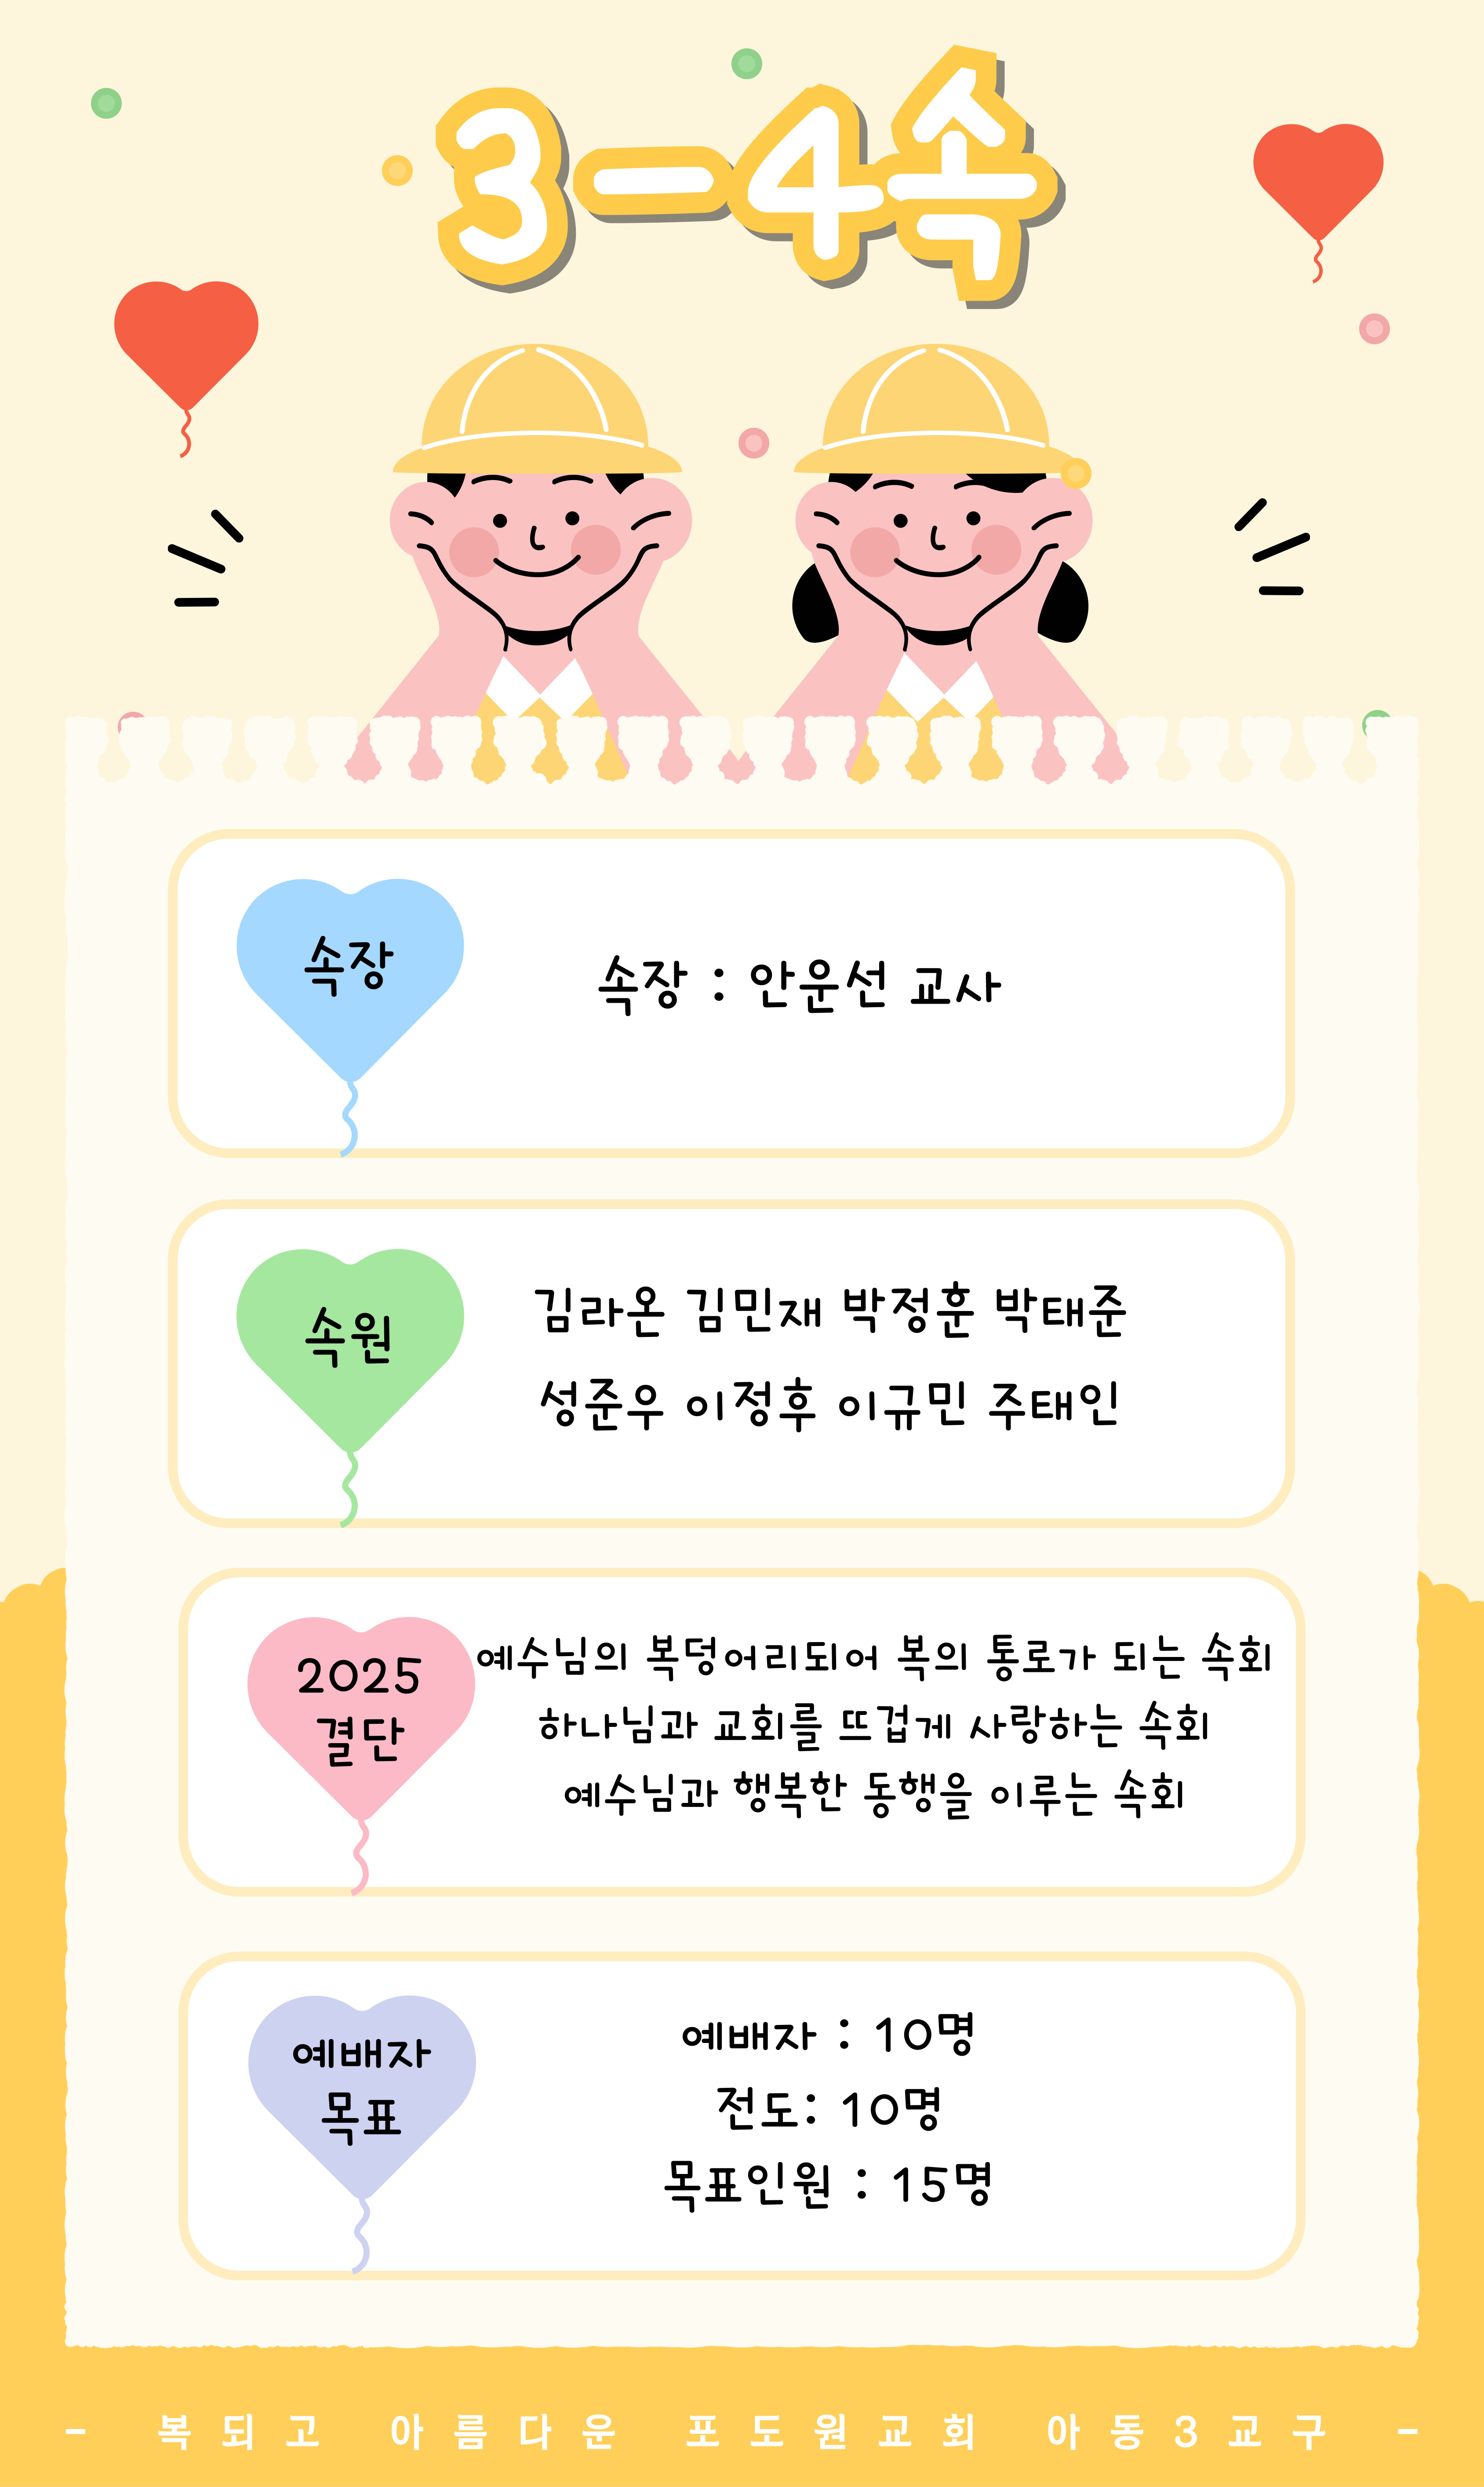 3-4속
속장
속장 : 안운선 교사
속원
김라온 김민재 박정훈 박태준
성준우 이정후 이규민 주태인
2025
결단
예수님의 복덩어리되어 복의 통로가 되는 속회
하나님과 교회를 뜨겁게 사랑하는 속회
예수님과 행복한 동행을 이루는 속회
예배자
목표
예배자 : 10명
전도: 10명
목표인원 : 15명
- 복되고 아름다운 포도원교회 아동3교구 -